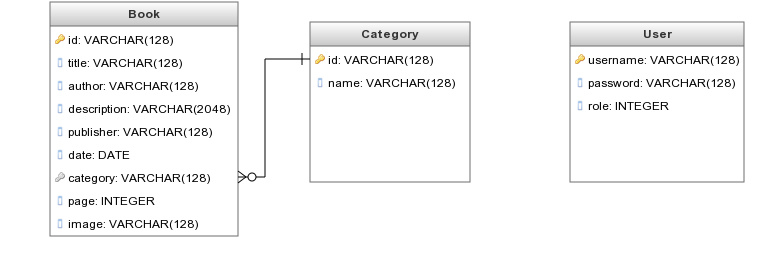 Book
id: VARCHAR(128)
title: VARCHAR(128)
author: VARCHAR(128)
description: VARCHAR(2048)
publisher: VARCHAR(128)
date: DATE
category: VARCHAR(128)
page: INTEGER
image: VARCHAR(128)
Category
id: VARCHAR(128)
name: VARCHAR(128)
User
username: VARCHAR(128)
password: VARCHAR(128)
role: INTEGER